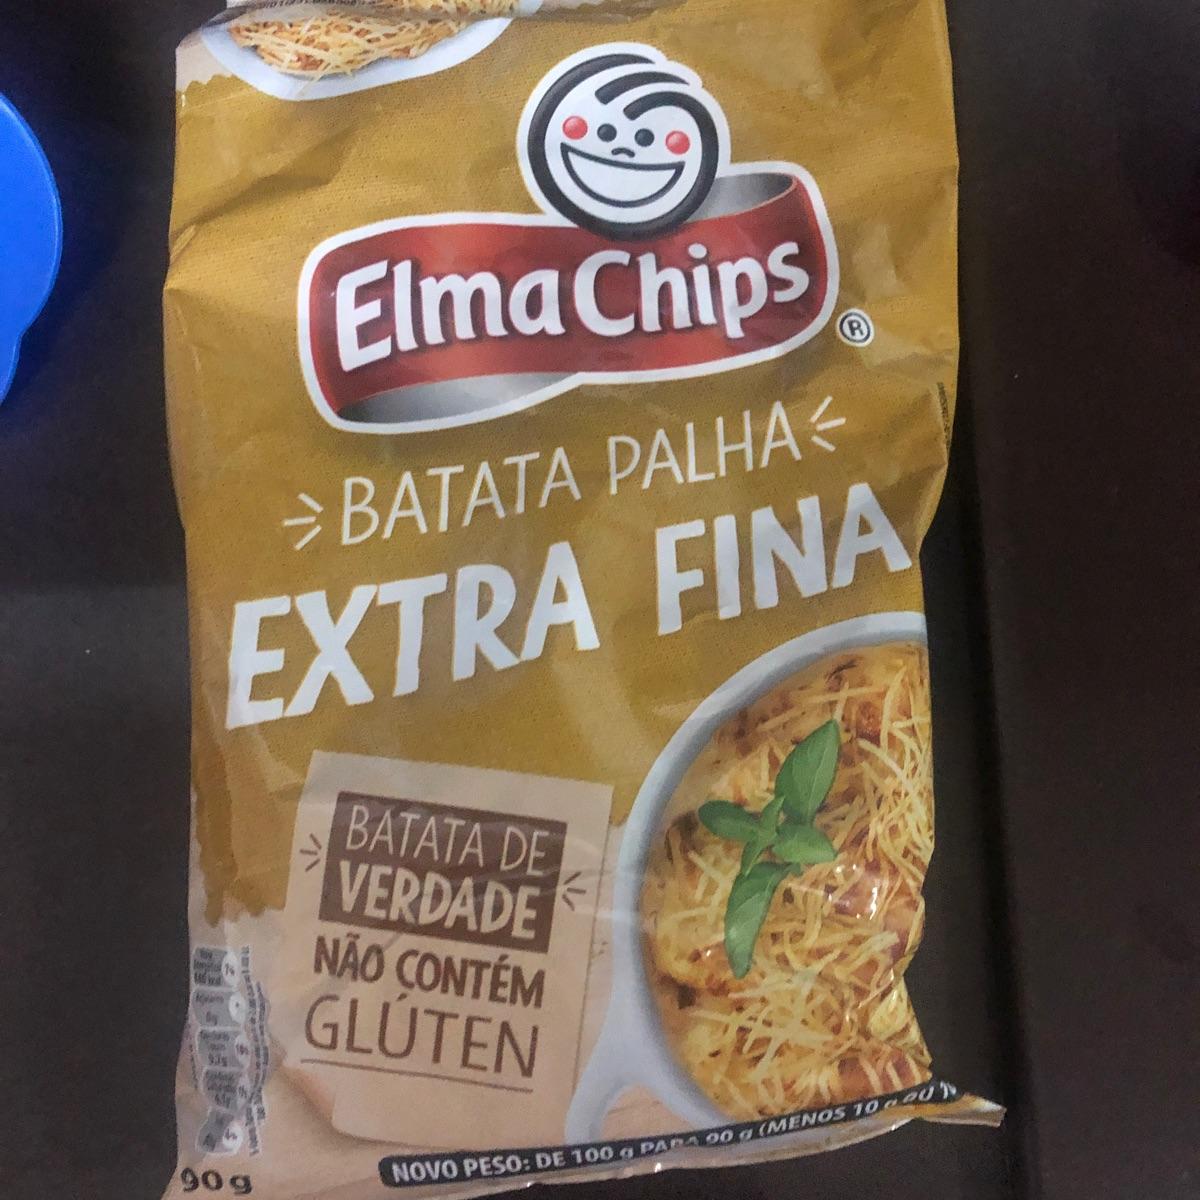 Elma Chips
®
BATATA PALHA
EXTRA FINA
BATATA DE
VERDADE
NÃO CONTÉM
GLÚTEN
NOVO PESO: DE 100 g PARA 90 g (MENOS 10 g OU
90 g